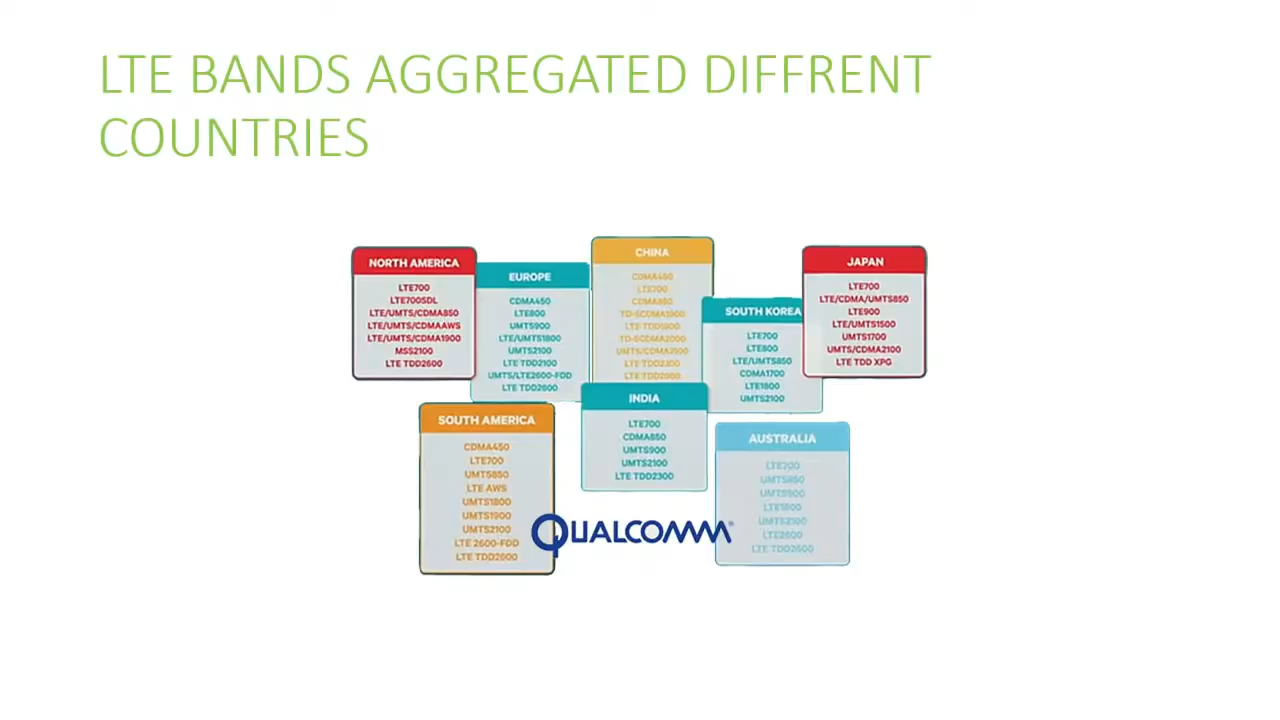 LTE BANDS AGGREGATED DIFFRENT
COUNTRIES
NORTH AMERICA
LTE700
LTE700SDL
LTE/UMTS/CDMA850
LTE/UMTS/CDMAAWS
LTE/UMTS/CDMA1900
MSS2100
LTE TDD2600
EUROPE
CDMA450
LTE800
UMTS900
LTE/UMTS1800
UMTS2100
LTE TDD2100
UMTS/LTE2600-FDD
LTE TDD2600
CHINA
CDMA450
LTE700
CDMA850
TD-SCDMA1900
LTE TDD1900
TD-SCDMA2000
UMTS/CDMA2100
LTE TDD2300
LTE TDD2600
SOUTH KOREA
LTE700
LTE800
LTE/UMTS850
CDMA1700
LTE1800
UMTS2100
JAPAN
LTE700
LTE/CDMA/UMTS850
LTE900
LTE/UMTS1500
UMTS1700
UMTS/CDMA2100
LTE TDD XPG
SOUTH AMERICA
CDMA450
LTE700
UMTS850
LTE AWS
UMTS1800
UMTS1900
UMTS2100
LTE 2600-FDD
LTE TDD2600
INDIA
LTE700
CDMA850
UMTS900
UMTS2100
LTE TDD2300
AUSTRALIA
LTE700
UMTS850
UMTS900
LTE1800
UMTS2100
LTE2600
LTE TDD2600
QUALCOMM®